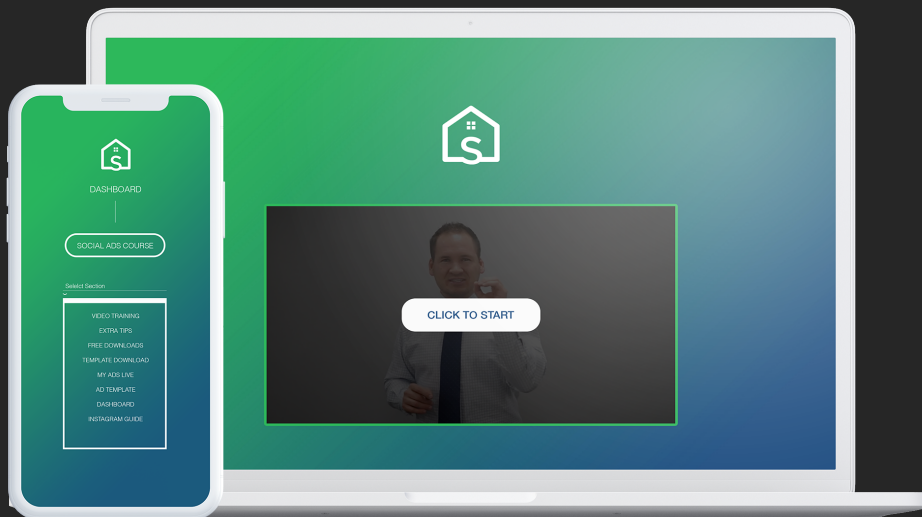 S
DASHBOARD
SOCIAL ADS COURSE
Selelct Section
VIDEO TRAINING
EXTRA TIPS
FREE DOWNLOADS
TEMPLATE DOWNLOAD
MY ADS LIVE
AD TEMPLATE
DASHBOARD
INSTAGRAM GUIDE
S
CLICK TO START